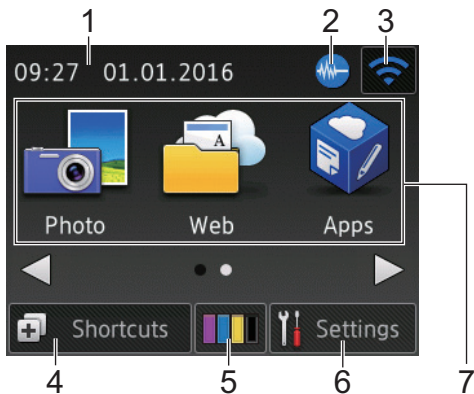 1 2 3
09:27 01.01.2016
A
Photo Web Apps
Shortcuts Settings
4 5 6 7